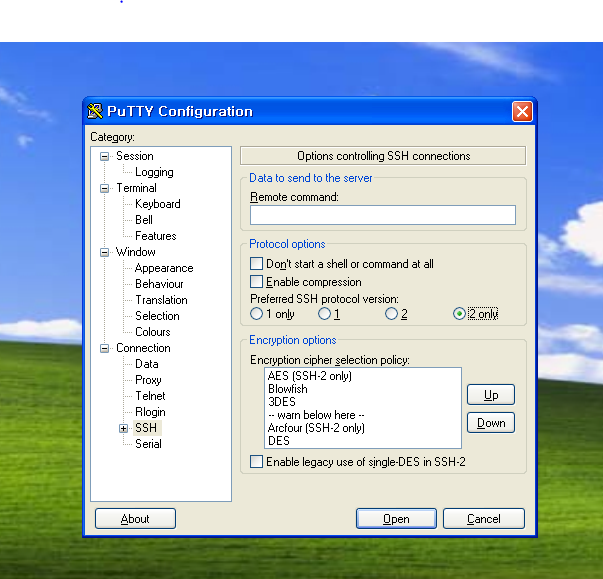 PuTTY Configuration
Category:
Session
Logging
Terminal
Keyboard
Bell
Features
Window
Appearance
Behaviour
Translation
Selection
Colours
Connection
Data
Proxy
Telnet
Rlogin
SSH
Serial
Options controlling SSH connections
Data to send to the server
Remote command:
Protocol options
Don't start a shell or command at all
Enable compression
Preferred SSH protocol version:
1 only 1 2 2 only
Encryption options
Encryption cipher selection policy:
AES (SSH-2 only)
Blowfish
3DES
-- warn below here --
Arcfour (SSH-2 only)
DES
Up
Down
Enable legacy use of single-DES in SSH-2
About Open Cancel